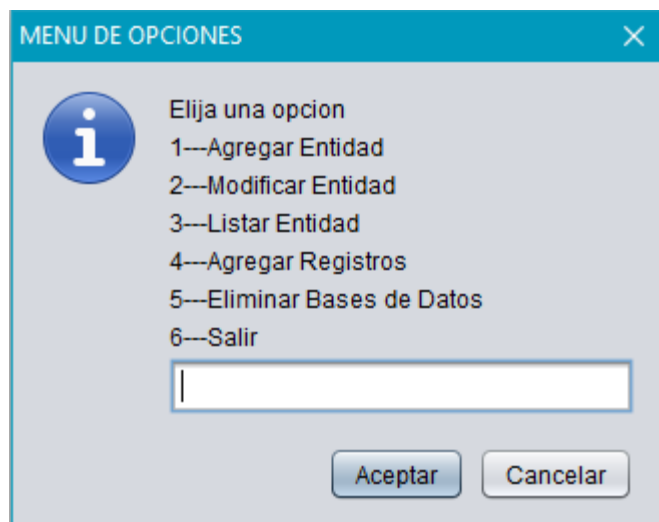 MENU DE OPCIONES
Elija una opcion
1---Agregar Entidad
2---Modificar Entidad
3---Listar Entidad
4---Agregar Registros
5---Eliminar Bases de Datos
6---Salir
Aceptar Cancelar